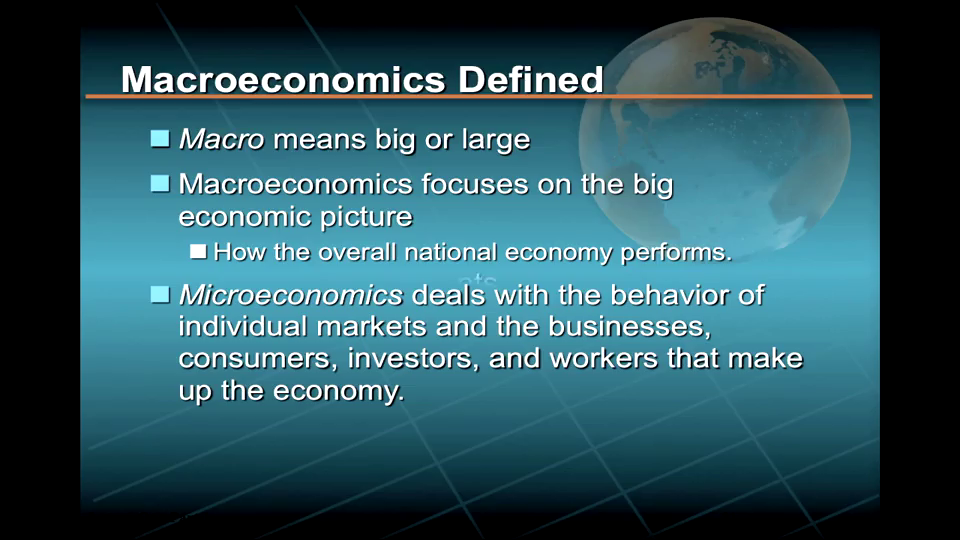 Macroeconomics Defined
Macro means big or large
Macroeconomics focuses on the big
economic picture
How the overall national economy performs.
Microeconomics deals with the behavior of
individual markets and the businesses,
consumers, investors, and workers that make
up the economy.